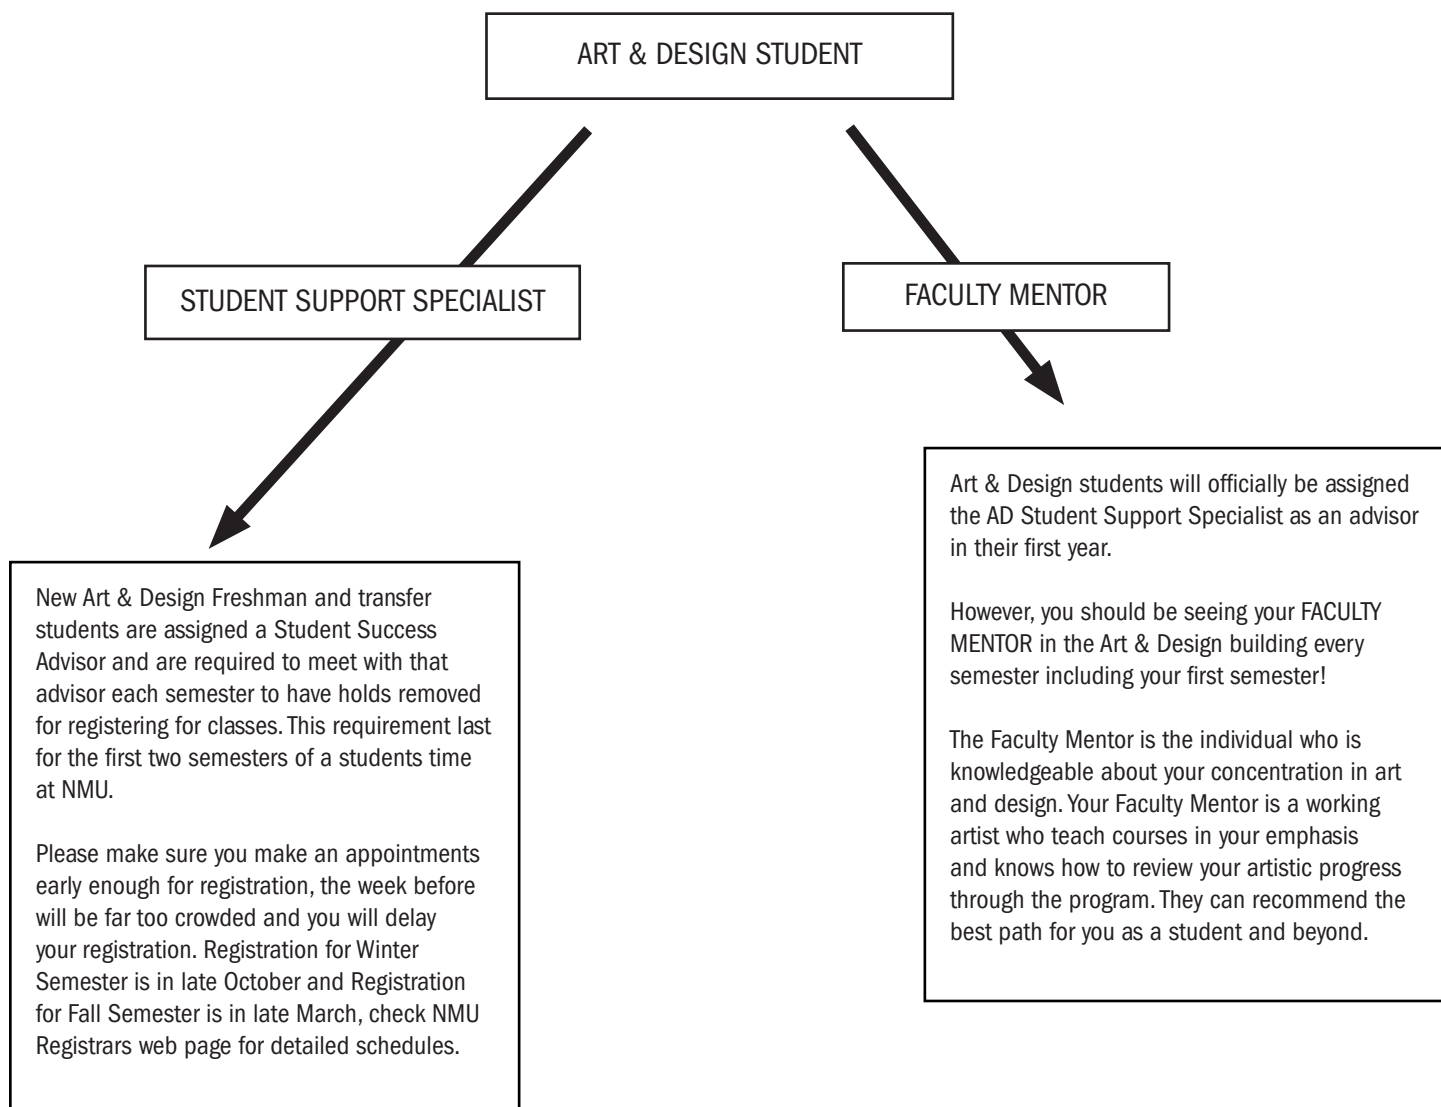 ART & DESIGN STUDENT
STUDENT SUPPORT SPECIALIST
FACULTY MENTOR
New Art & Design Freshman and transfer
students are assigned a Student Success
Advisor and are required to meet with that
advisor each semester to have holds removed
for registering for classes. This requirement last
for the first two semesters of a students time
at NMU.
Please make sure you make an appointments
early enough for registration, the week before
will be far too crowded and you will delay
your registration. Registration for Winter
Semester is in late October and Registration
for Fall Semester is in late March, check NMU
Registrars web page for detailed schedules.
Art & Design students will officially be assigned
the AD Student Support Specialist as an advisor
in their first year.
However, you should be seeing your FACULTY
MENTOR in the Art & Design building every
semester including your first semester!
The Faculty Mentor is the individual who is
knowledgeable about your concentration in art
and design. Your Faculty Mentor is a working
artist who teach courses in your emphasis
and knows how to review your artistic progress
through the program. They can recommend the
best path for you as a student and beyond.